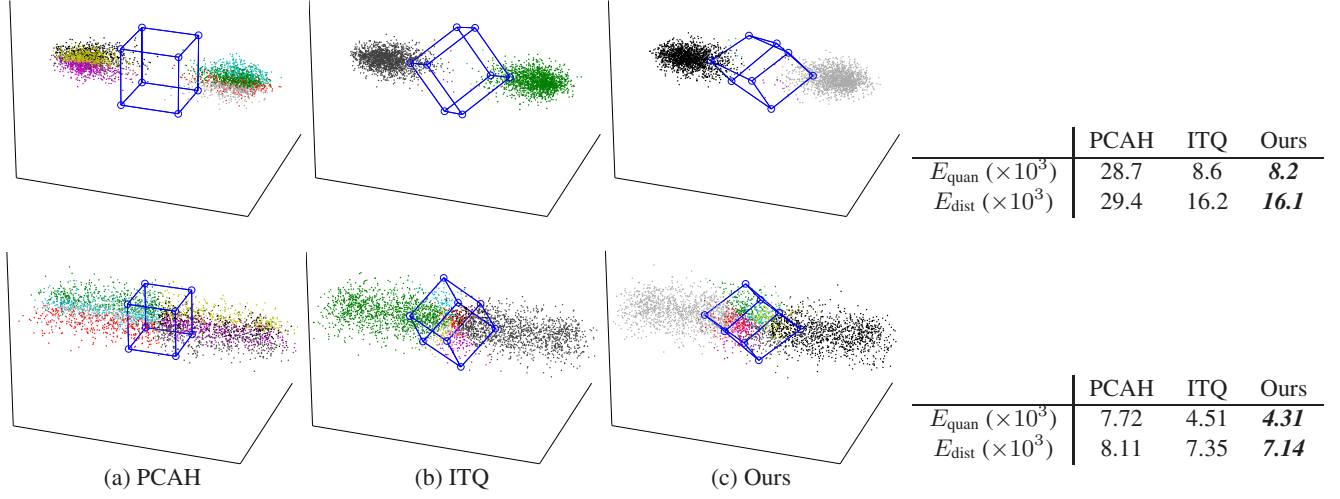 PCAH ITQ Ours
E_quan (×10^3) 28.7 8.6 8.2
E_dist (×10^3) 29.4 16.2 16.1
PCAH ITQ Ours
E_quan (×10^3) 7.72 4.51 4.31
E_dist (×10^3) 8.11 7.35 7.14
(a) PCAH (b) ITQ (c) Ours